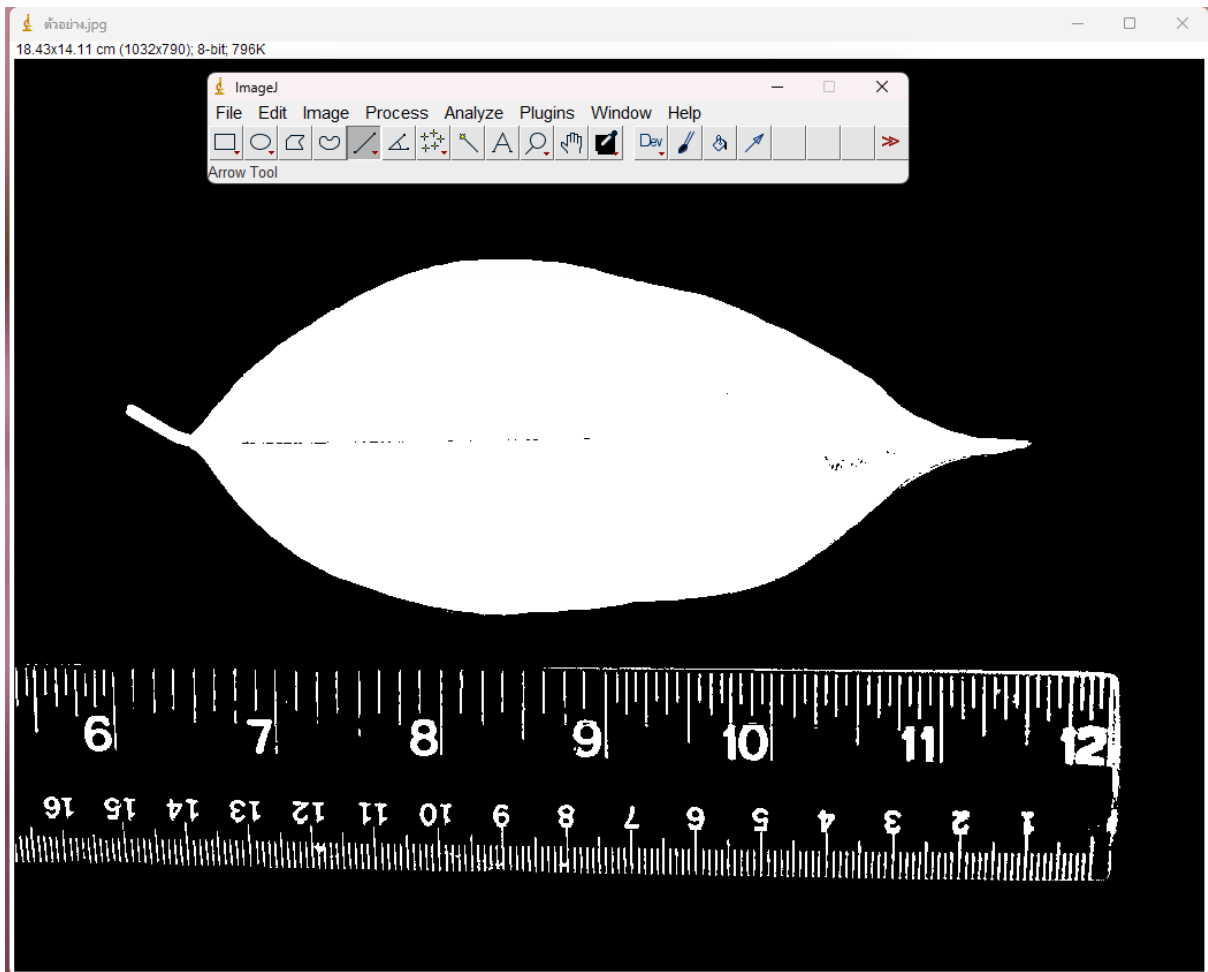 ตัวอย่าง.jpg
18.43x14.11 cm (1032x790); 8-bit; 796K
ImageJ
File Edit Image Process Analyze Plugins Window Help
A Dev
Arrow Tool
6 7 8 9 10 11 12
16 15 14 13 12 11 10 9 8 7 6 5 4 3 2 1